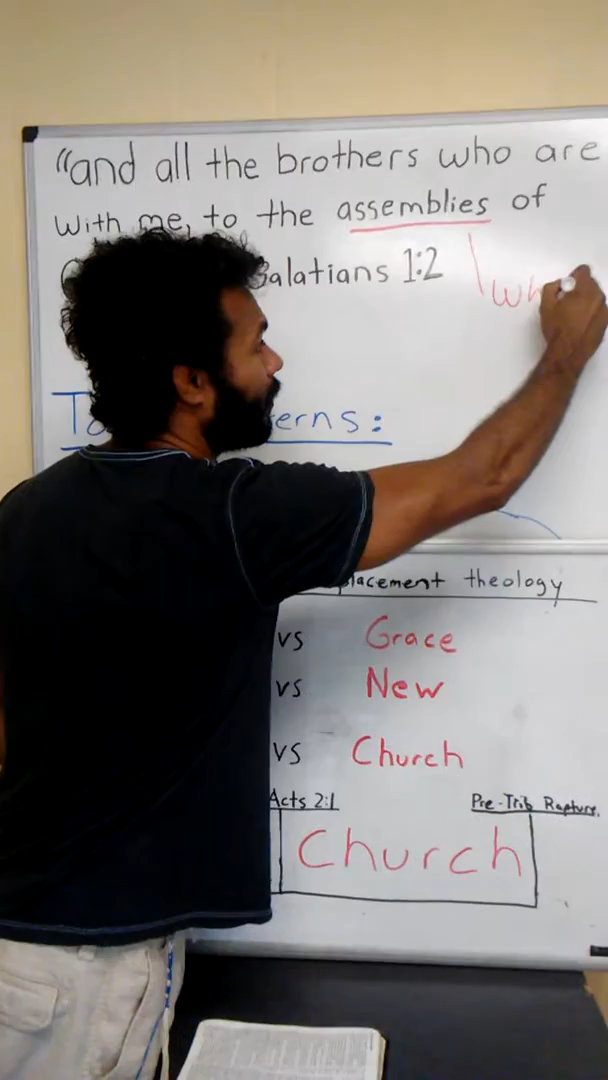 “and all the brothers who are
with me, to the assemblies of
Galatians 1:2
Wh
erns:
placement theology
vs Grace
vs New
vs Church
Acts 2:1 Pre-Trib Rapture.
Church